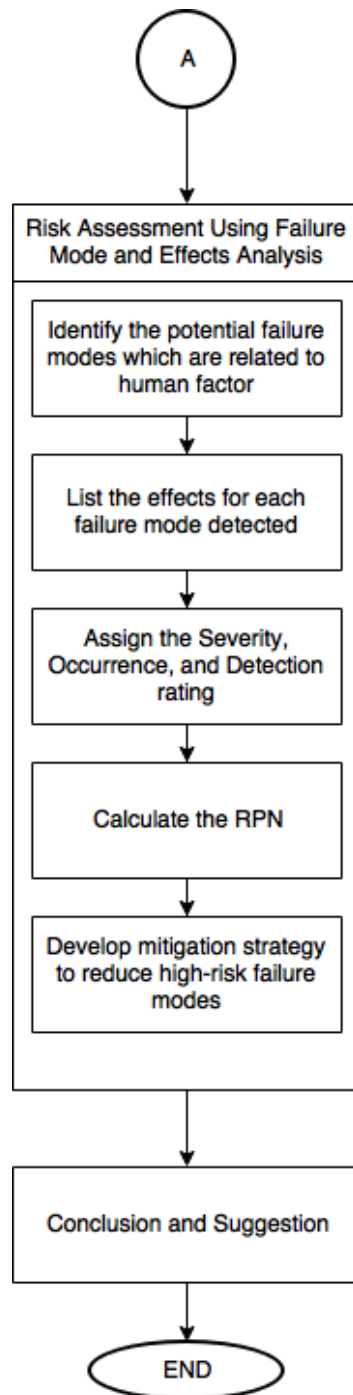 A
Risk Assessment Using Failure
Mode and Effects Analysis
Identify the potential failure
modes which are related to
human factor
List the effects for each
failure mode detected
Assign the Severity,
Occurrence, and Detection
rating
Calculate the RPN
Develop mitigation strategy
to reduce high-risk failure
modes
Conclusion and Suggestion
END